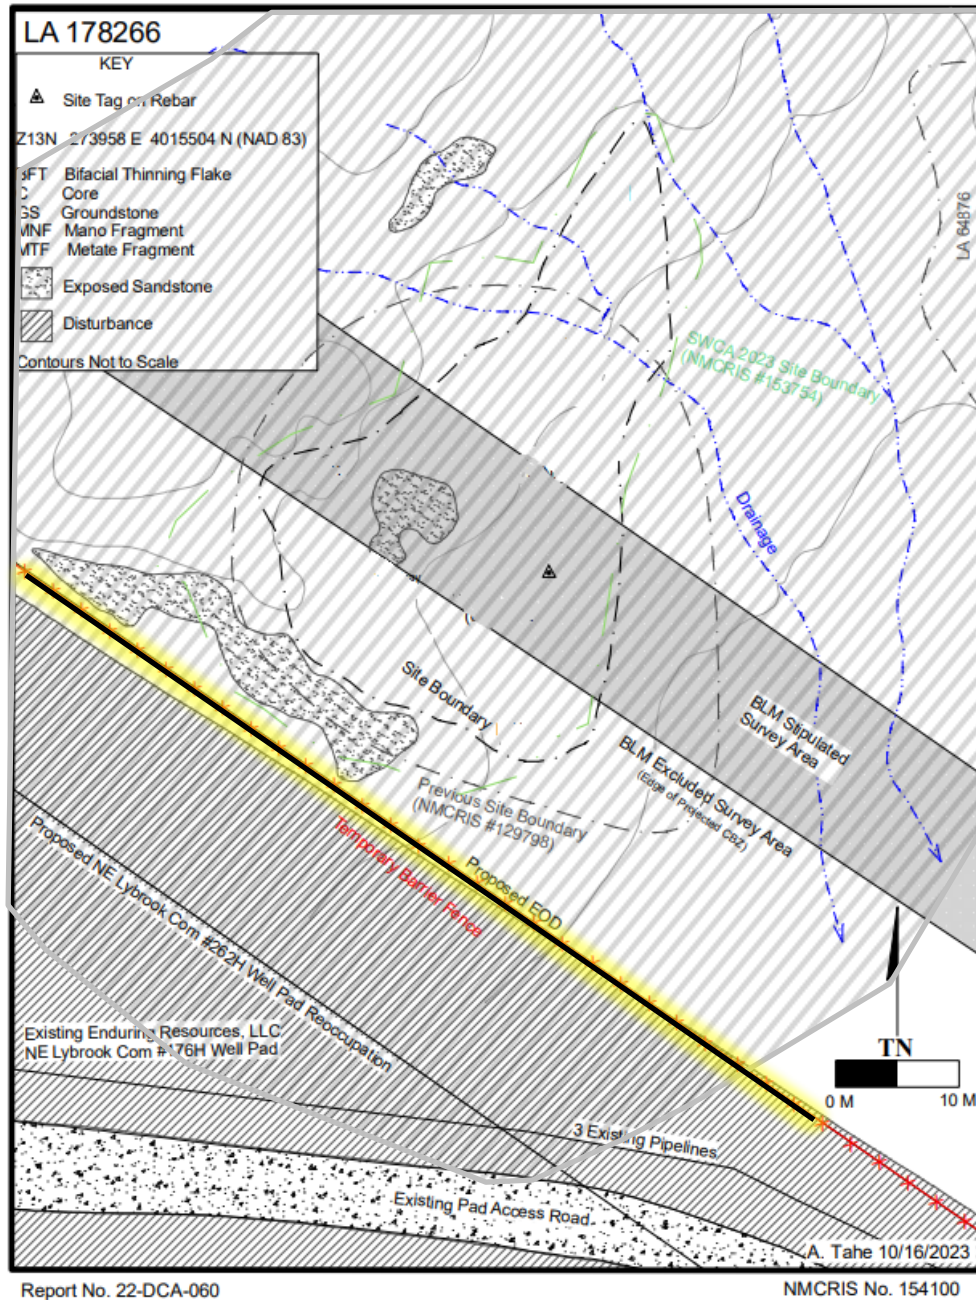 LA 178266
KEY
Site Tag on Rebar
Z13N 273958 E 4015504 N (NAD 83)
BFT Bifacial Thinning Flake
C Core
GS Groundstone
MNF Mano Fragment
MTF Metate Fragment
Exposed Sandstone
Disturbance
Contours Not to Scale
LA 64876
SWCA 2023 Site Boundary
(NMCRIS #153754)
Drainage
Site Boundary
BLM Stipulated
Survey Area
BLM Excluded Survey Area
(Edge of Projected CBZ)
Previous Site Boundary
(NMCRIS #129798)
Proposed EOD
Temporary Barrier Fence
Proposed NE Lybrook Com #262H Well Pad Reoccupation
Existing Enduring Resources, LLC
NE Lybrook Com #176H Well Pad
TN
0 M 10 M
3 Existing Pipelines
Existing Pad Access Road
A. Tahe 10/16/2023
Report No. 22-DCA-060
NMCRIS No. 154100